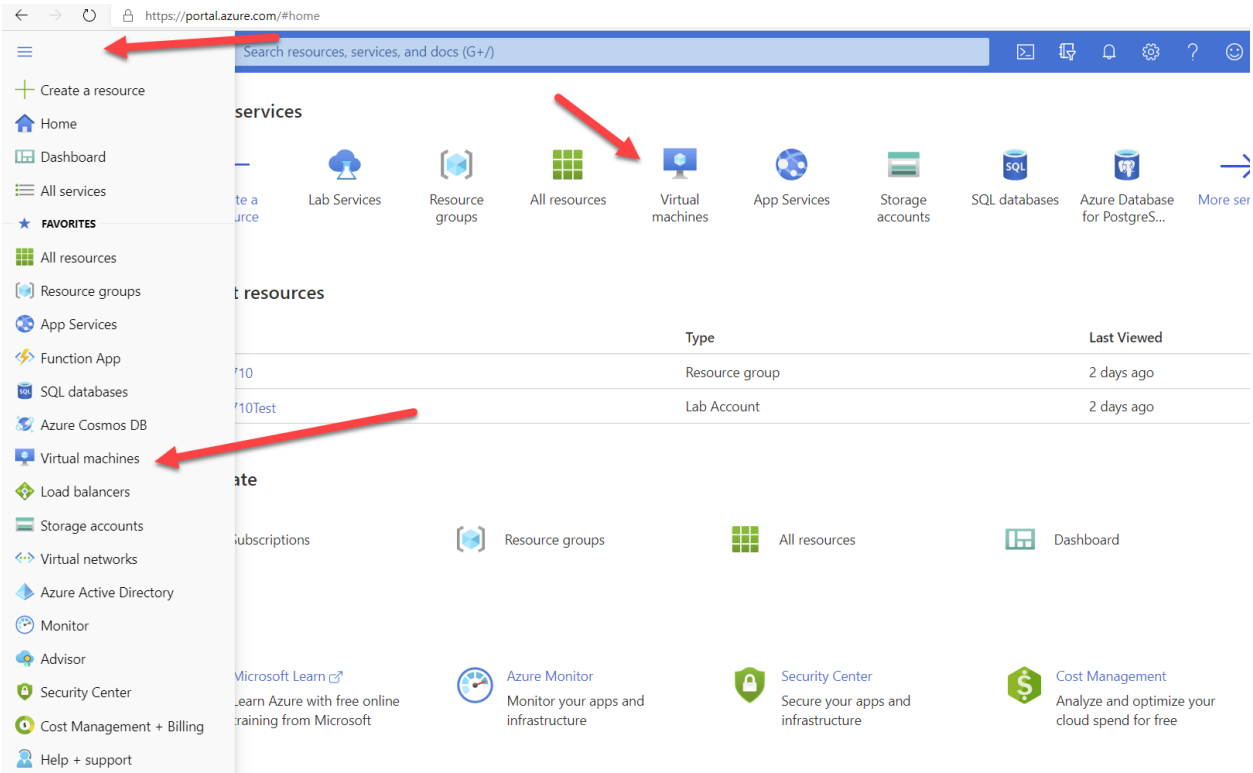 https://portal.azure.com/#home
Search resources, services, and docs (G+/)
Create a resource
Home
Dashboard
All services
FAVORITES
All resources
Resource groups
App Services
Function App
SQL databases
Azure Cosmos DB
Virtual machines
Load balancers
Storage accounts
Virtual networks
Azure Active Directory
Monitor
Advisor
Security Center
Cost Management + Billing
Help + support
services
Lab Services
Resource
groups
All resources
Virtual
machines
App Services
Storage
accounts
SQL
SQL databases
Azure Database
for PostgreS...
More ser
t resources
Type
Last Viewed
710
Resource group
2 days ago
710Test
Lab Account
2 days ago
ate
Subscriptions
Resource groups
All resources
Dashboard
Microsoft Learn
Learn Azure with free online
training from Microsoft
Azure Monitor
Monitor your apps and
infrastructure
Security Center
Secure your apps and
infrastructure
Cost Management
Analyze and optimize your
cloud spend for free